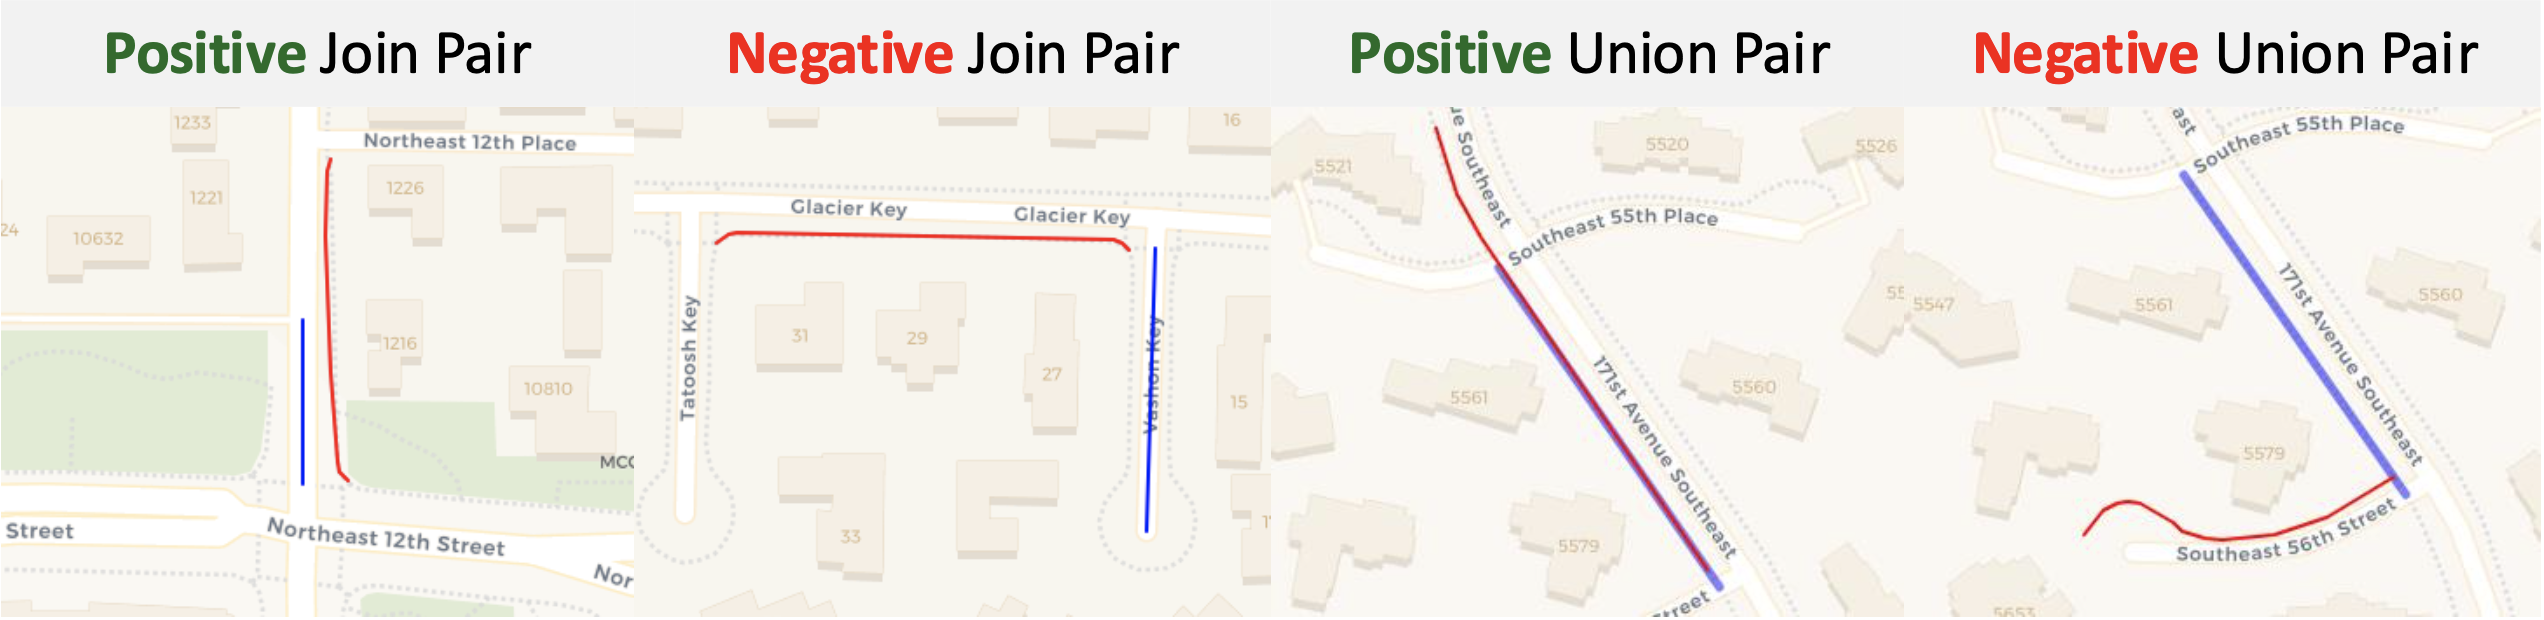 Positive Join Pair
Negative Join Pair
Positive Union Pair
Negative Union Pair
1233
Northeast 12th Place
1221
1226
24
10632
1216
10810
MCC
Street
Northeast 12th Street
Nor
16
Glacier Key
Glacier Key
Tatoosh Key
Vashon Key
31
29
27
15
33
ue Southeast
5521
5520
5526
Southeast 55th Place
5547
5561
5560
171st Avenue Southeast
5579
Street
ast
Southeast 55th Place
171st Avenue Southeast
5561
5560
5579
Southeast 56th Street
5653